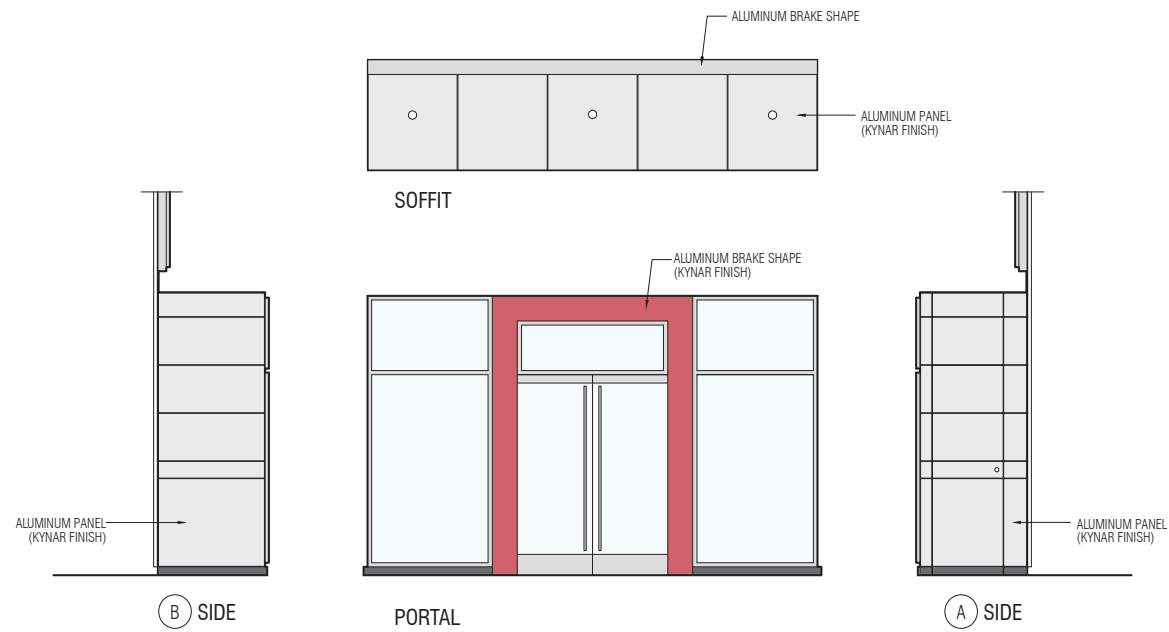 ALUMINUM BRAKE SHAPE
ALUMINUM PANEL
(KYNAR FINISH)
SOFFIT
ALUMINUM BRAKE SHAPE
(KYNAR FINISH)
ALUMINUM PANEL
(KYNAR FINISH)
ALUMINUM PANEL
(KYNAR FINISH)
B SIDE
PORTAL
A SIDE